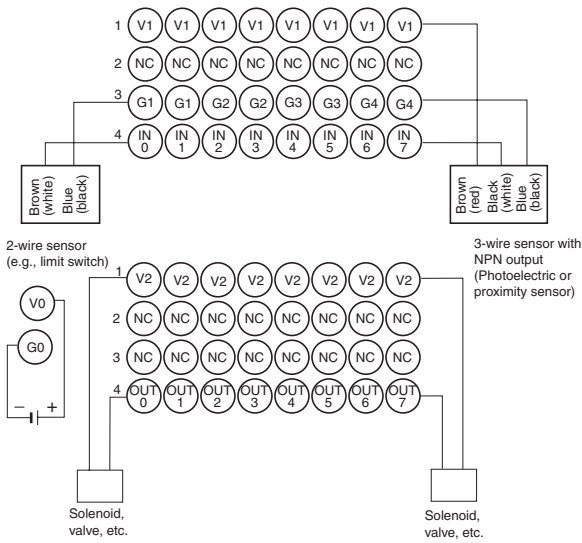 1 V1 V1 V1 V1 V1 V1 V1 V1
2 NC NC NC NC NC NC NC NC
3 G1 G1 G2 G2 G3 G3 G4 G4
4 IN 0 IN 1 IN 2 IN 3 IN 4 IN 5 IN 6 IN 7
Brown (white)
Blue (black)
2-wire sensor
(e.g., limit switch)
Brown (red)
Black (white)
Blue (black)
3-wire sensor with
NPN output
(Photoelectric or
proximity sensor)
V0
G0
– +
1 V2 V2 V2 V2 V2 V2 V2 V2
2 NC NC NC NC NC NC NC NC
3 NC NC NC NC NC NC NC NC
4 OUT 0 OUT 1 OUT 2 OUT 3 OUT 4 OUT 5 OUT 6 OUT 7
Solenoid,
valve, etc.
Solenoid,
valve, etc.